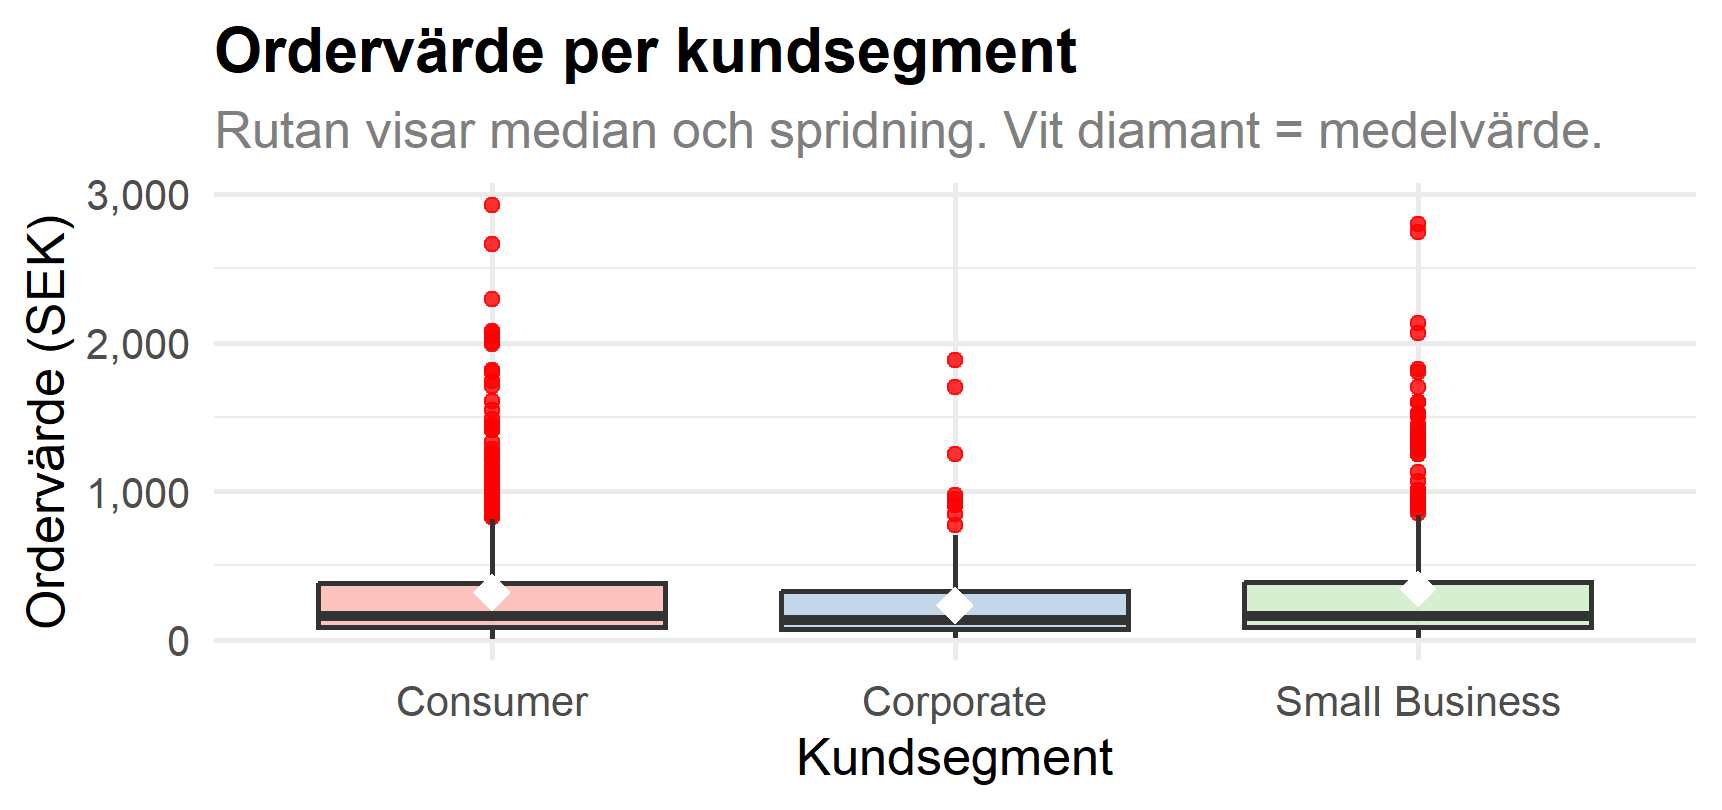 Ordervärde per kundsegment
Rutan visar median och spridning. Vit diamant = medelvärde.
Ordervärde (SEK)
3,000
2,000
1,000
0
Consumer
Corporate
Small Business
Kundsegment